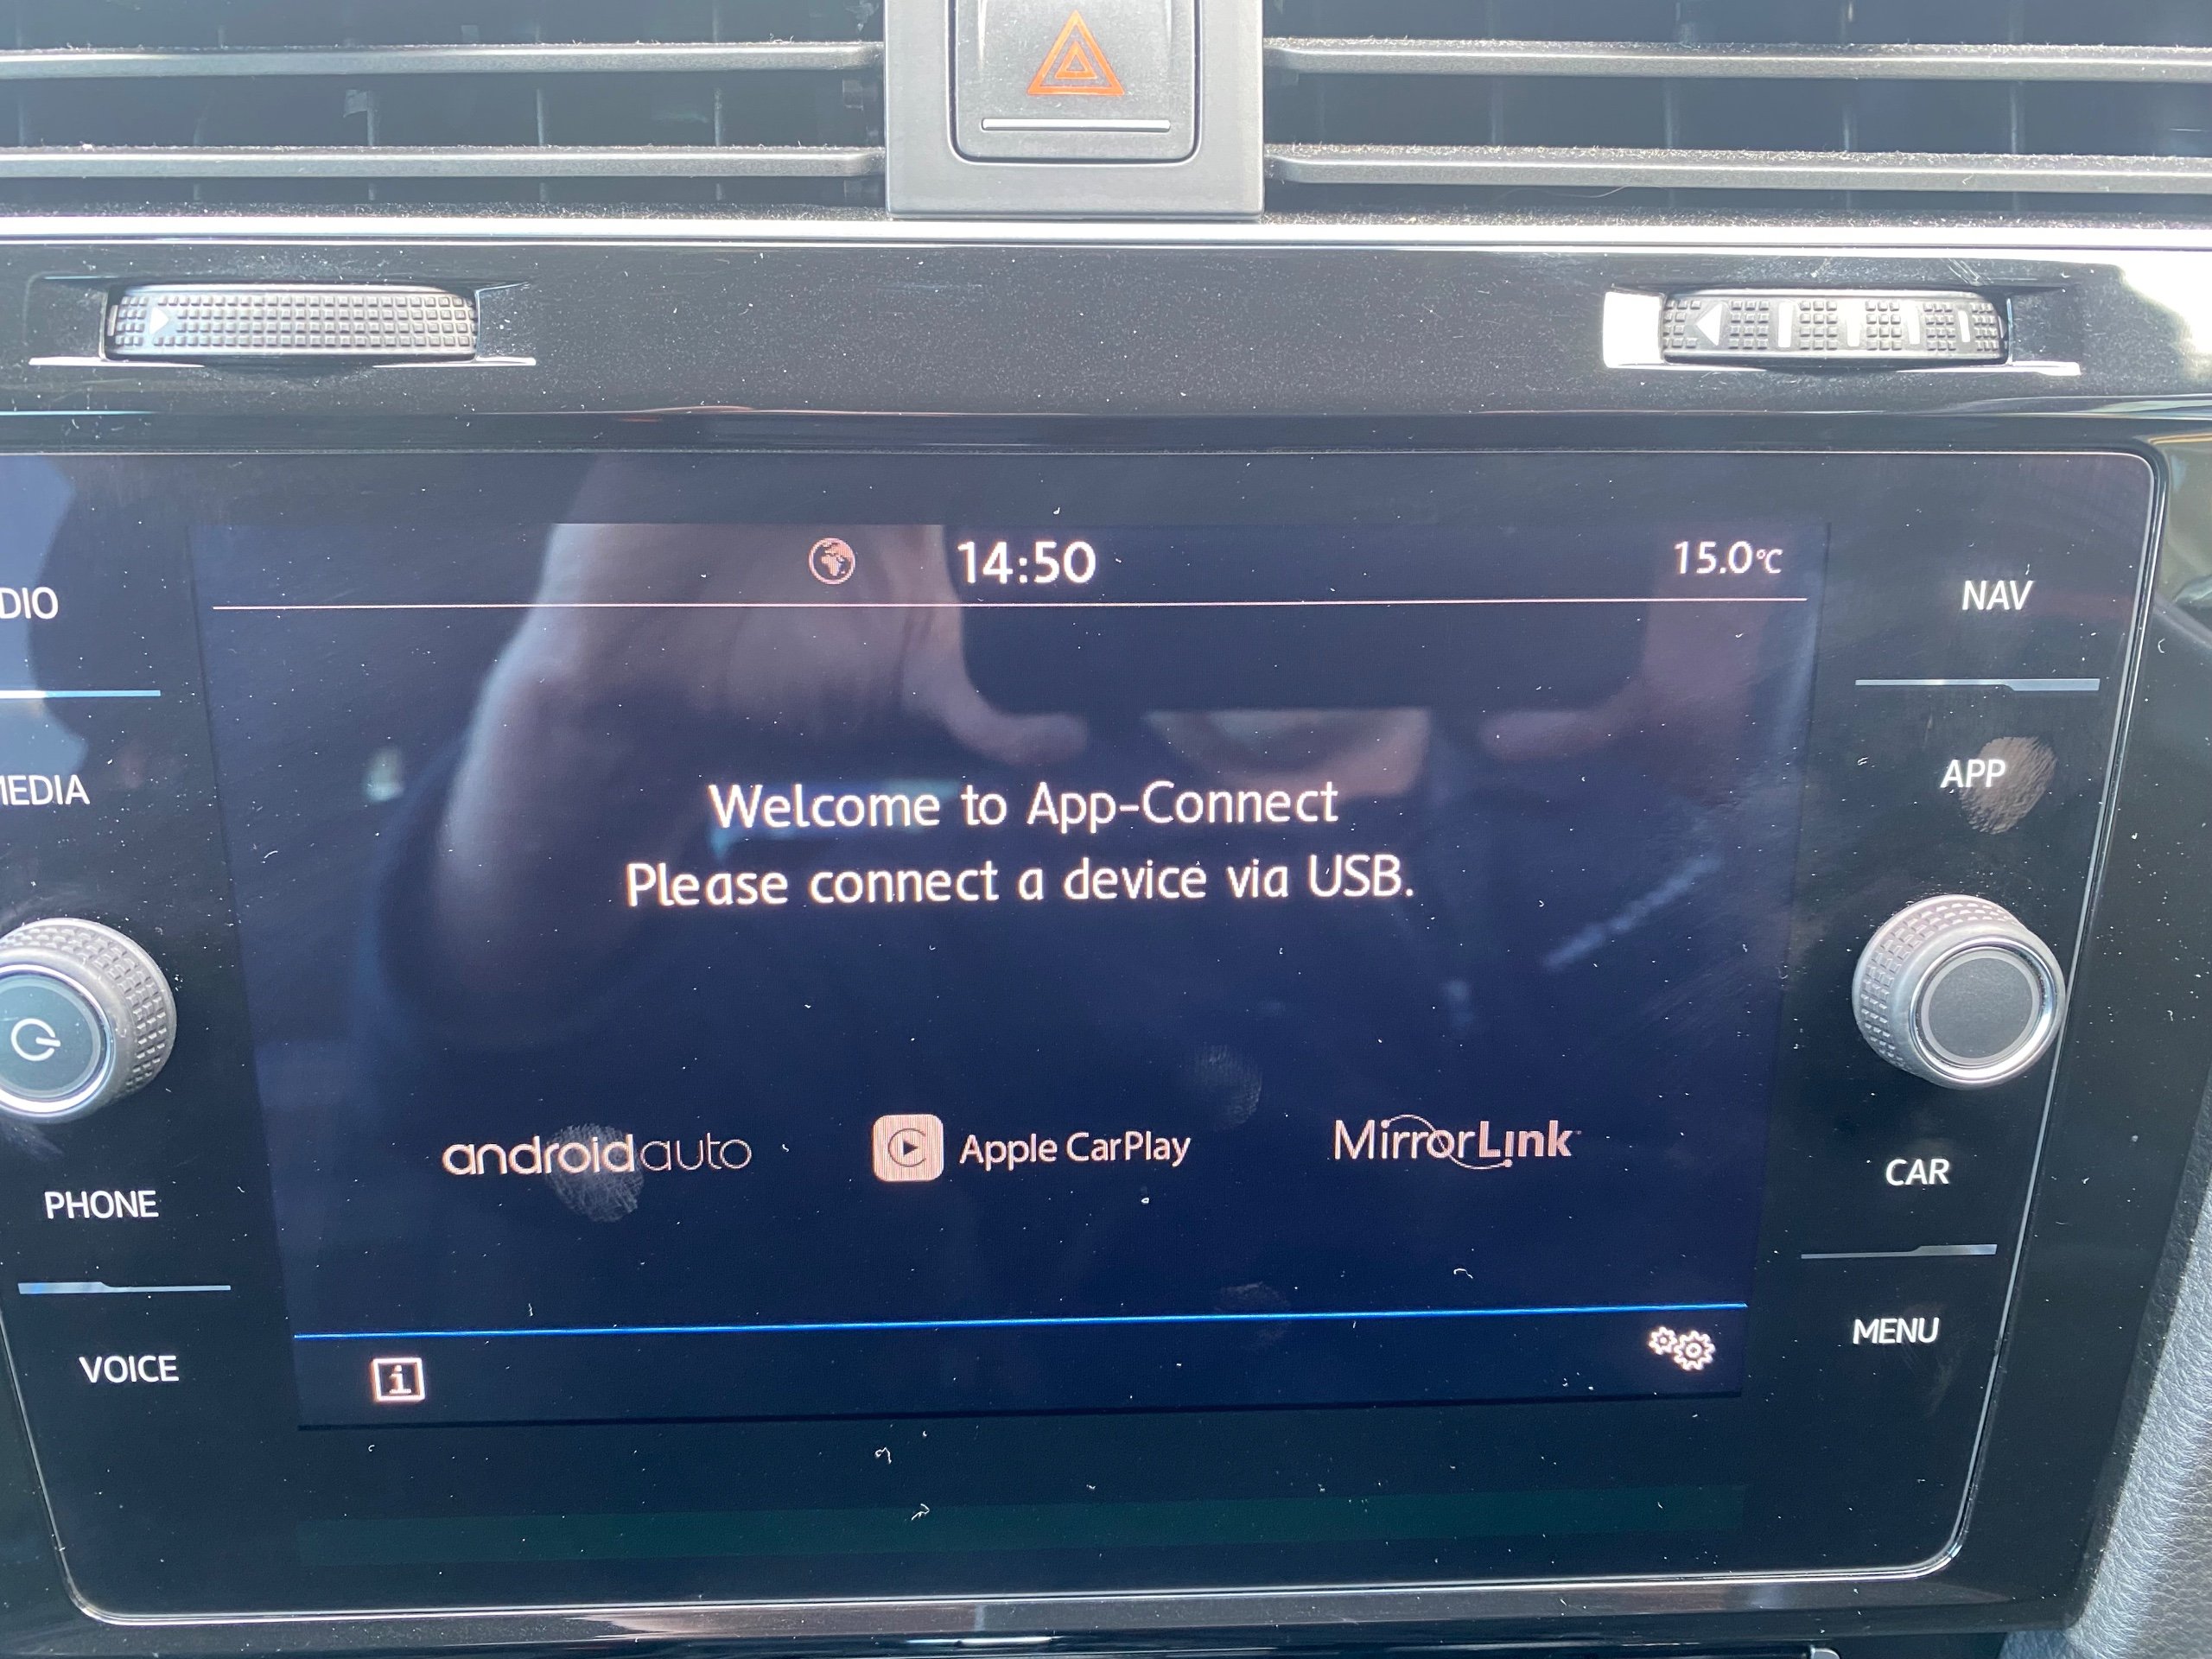 14:50
15.0°C
DIO
NAV
MEDIA
APP
Welcome to App-Connect
Please connect a device via USB.
androidauto
Apple CarPlay
MirrorLink
PHONE
CAR
VOICE
MENU
i